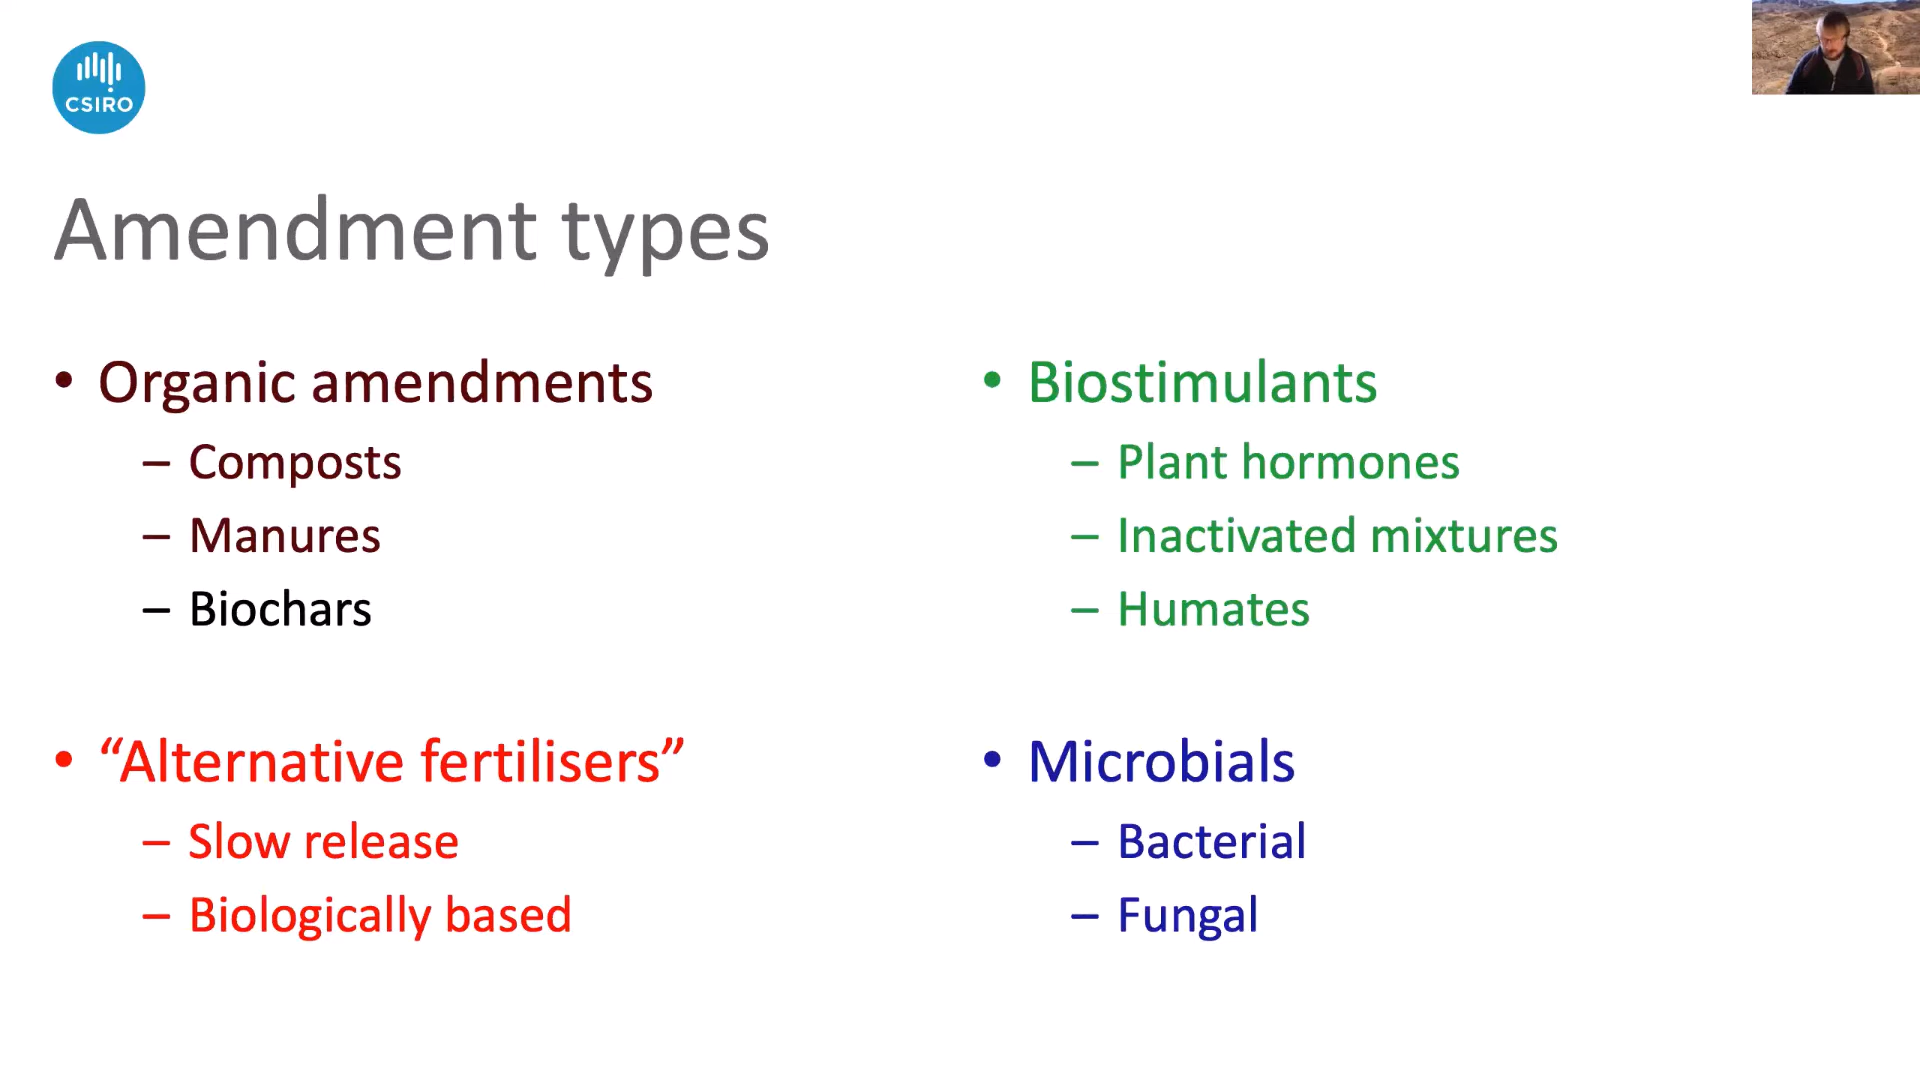 CSIRO
Amendment types
• Organic amendments
– Composts
– Manures
– Biochars
• “Alternative fertilisers”
– Slow release
– Biologically based
• Biostimulants
– Plant hormones
– Inactivated mixtures
– Humates
• Microbials
– Bacterial
– Fungal